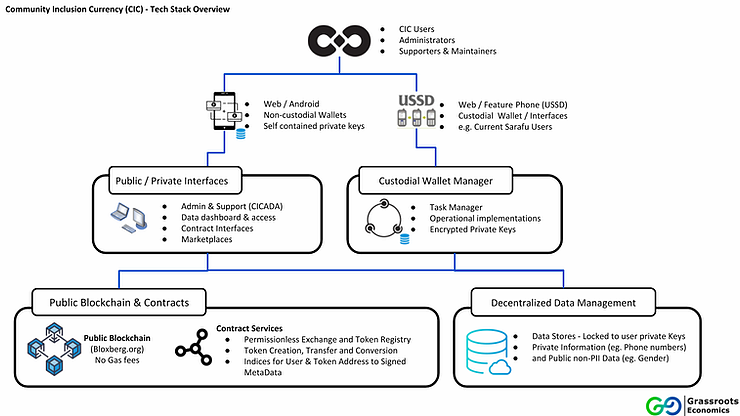 Community Inclusion Currency (CIC) - Tech Stack Overview
● CIC Users
● Administrators
● Supporters & Maintainers
● Web / Android
● Non-custodial Wallets
● Self contained private keys
USSD
● Web / Feature Phone (USSD)
● Custodial Wallet / Interfaces
● e.g. Current Sarafu Users
Public / Private Interfaces
● Admin & Support (CICADA)
● Data dashboard & access
● Contract Interfaces
● Marketplaces
Custodial Wallet Manager
● Task Manager
● Operational implementations
● Encrypted Private Keys
Public Blockchain & Contracts
Public Blockchain
(Bloxberg.org)
No Gas fees
Contract Services
● Permissionless Exchange and Token Registry
● Token Creation, Transfer and Conversion
● Indices for User & Token Address to Signed
MetaData
Decentralized Data Management
● Data Stores - Locked to user private Keys
● Private Information (eg. Phone numbers)
● and Public non-PII Data (eg. Gender)
Grassroots
Economics